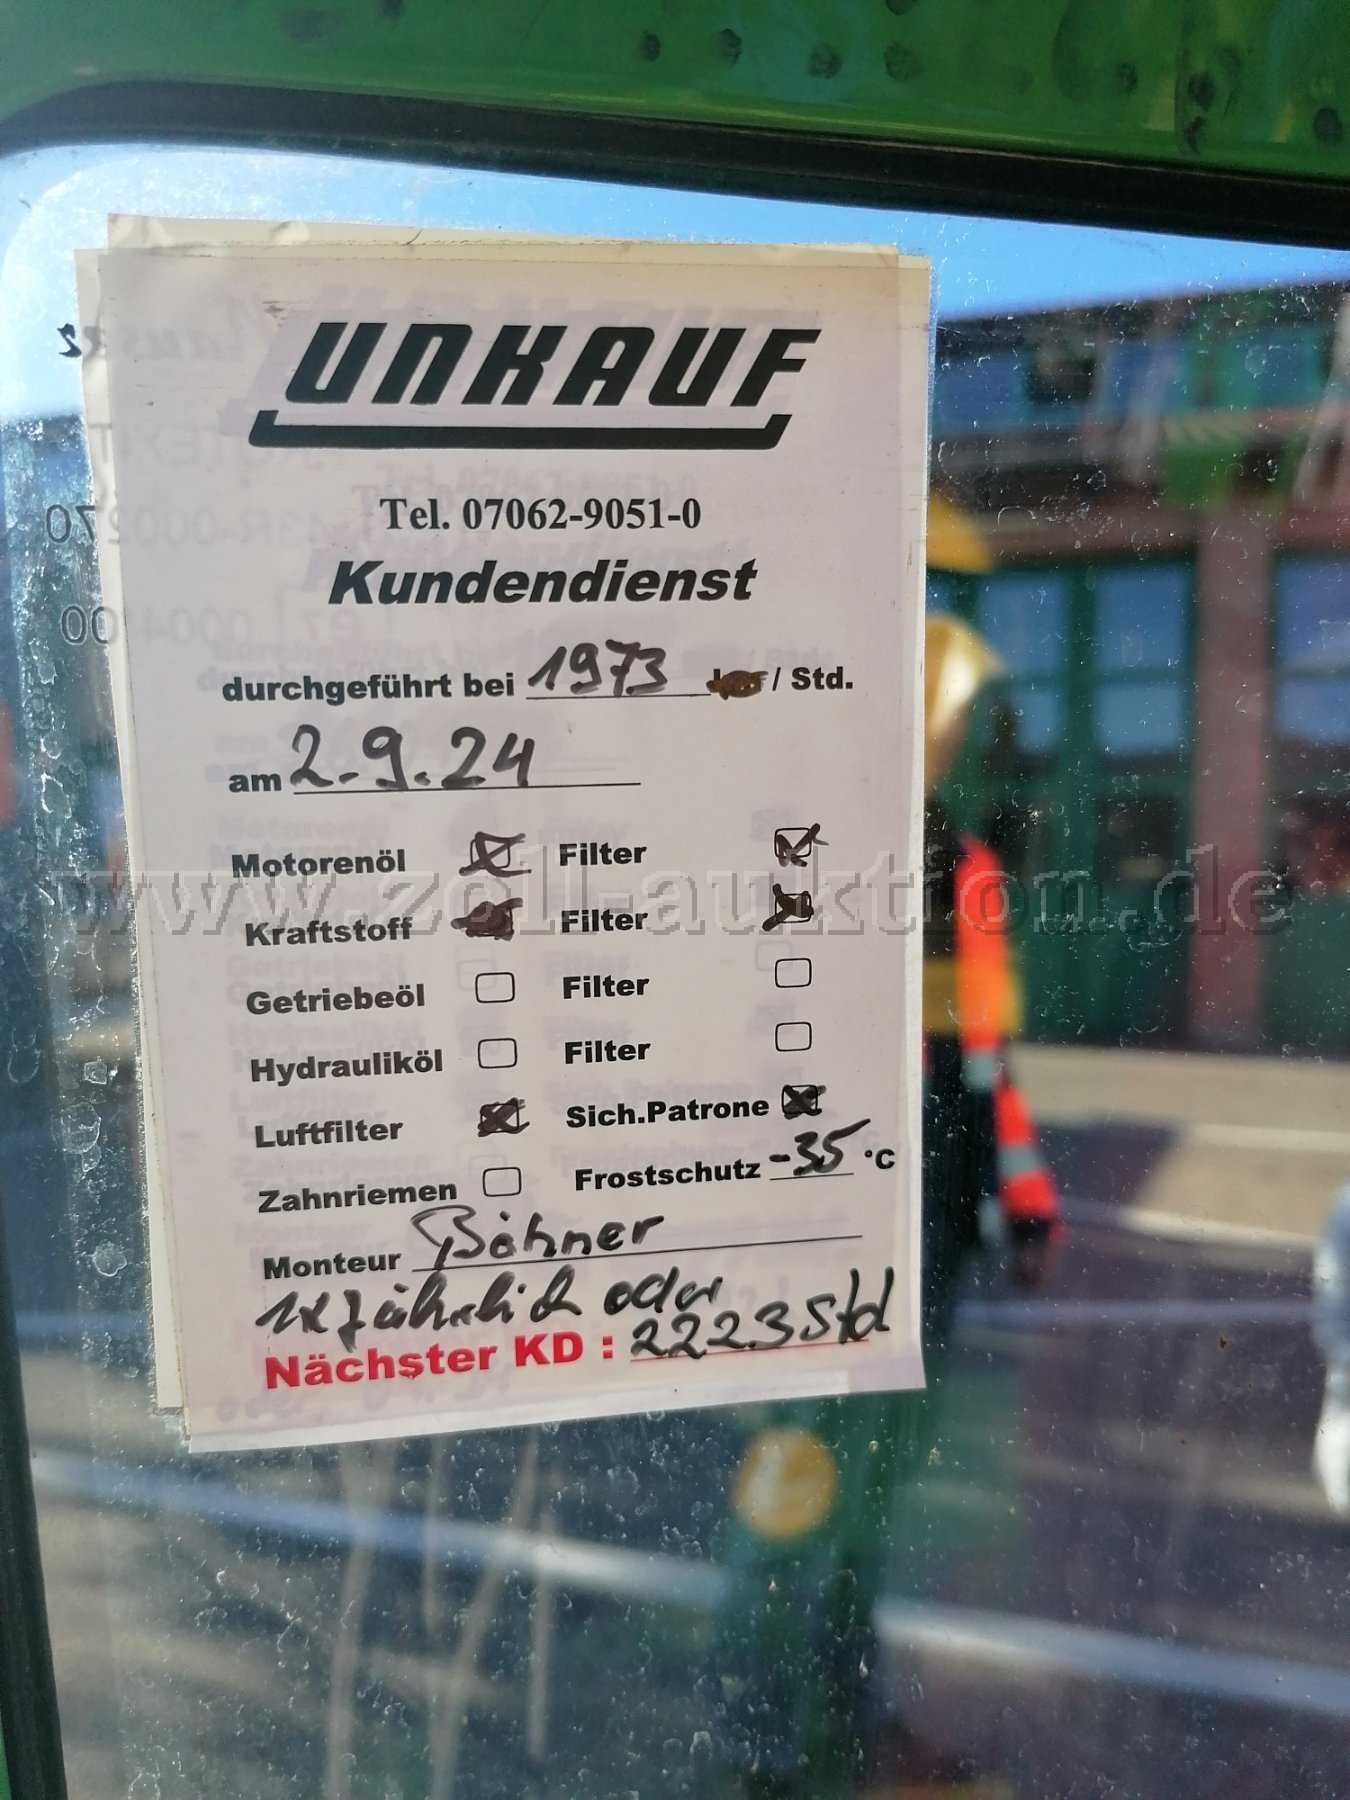 UNKAUF
Tel. 07062-9051-0
Kundendienst
durchgeführt bei 1973 / Std.
am 2.9.24
Motorenöl Filter
www.zoll-auktion.de
Kraftstoff Filter
Getriebeöl Filter
Hydrauliköl Filter
Luftfilter Sich.Patrone
Zahnriemen Frostschutz -35 °C
Monteur Böhner
1x jährlich oder
Nächster KD : 2223 Std